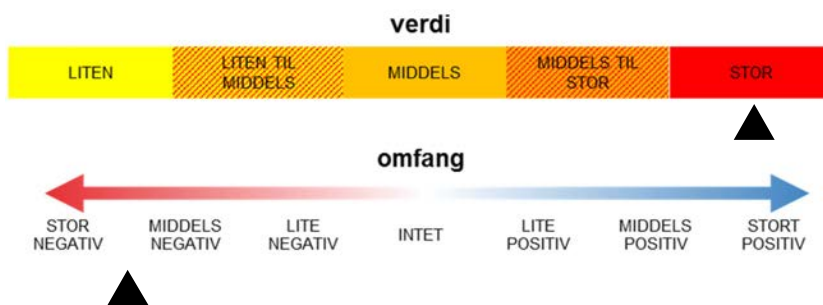 verdi
LITEN
LITEN TIL
MIDDELS
MIDDELS
MIDDELS TIL
STOR
STOR
omfang
STOR
NEGATIV
MIDDELS
NEGATIV
LITE
NEGATIV
INTET
LITE
POSITIV
MIDDELS
POSITIV
STORT
POSITIV